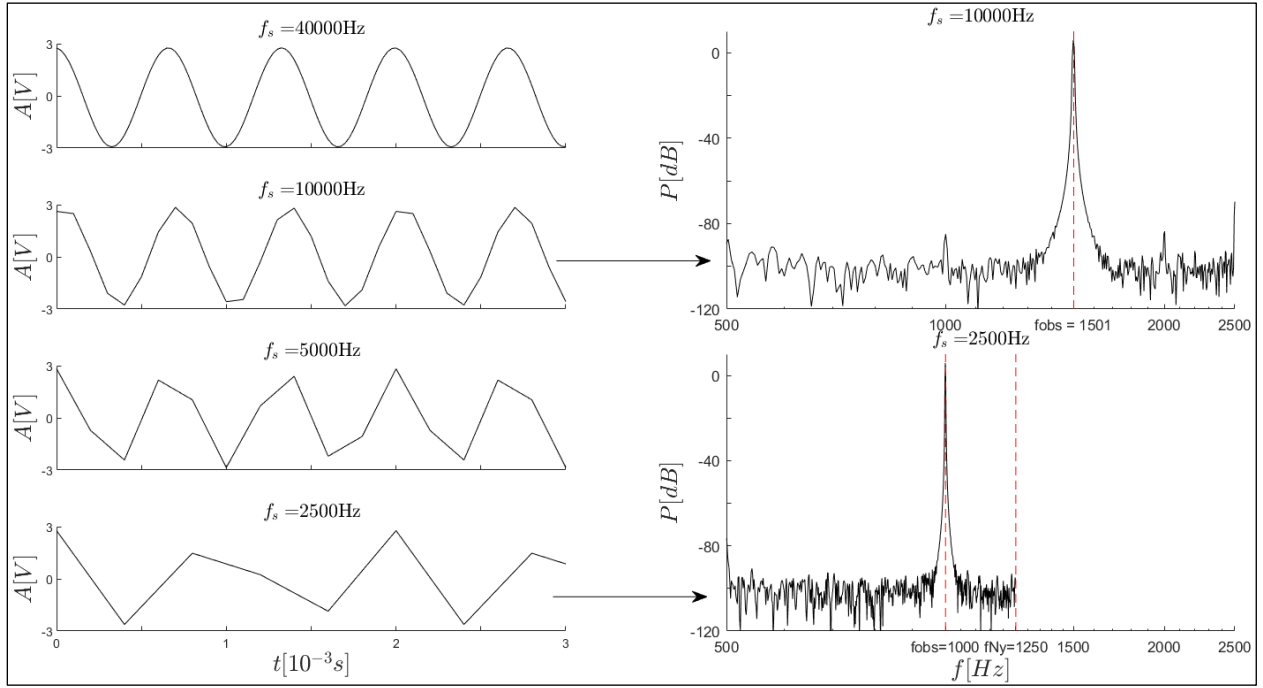 f_s =40000Hz
A[V]
3
0
-3
f_s =10000Hz
A[V]
3
0
-3
f_s =5000Hz
A[V]
3
0
-3
f_s =2500Hz
A[V]
3
0
-3
0 1 2 3
t[10^{-3}s]
f_s =10000Hz
P[dB]
0
-40
-80
-120
500 1000 fobs = 1501 2000 2500
f_s =2500Hz
P[dB]
0
-40
-80
-120
500 fobs=1000 fNy=1250 1500 2000 2500
f[Hz]